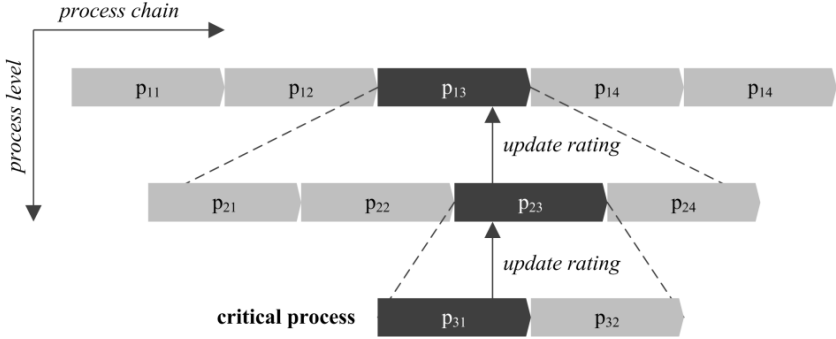 process chain
process level
p11 p12 p13 p14 p14
update rating
p21 p22 p23 p24
update rating
critical process p31 p32